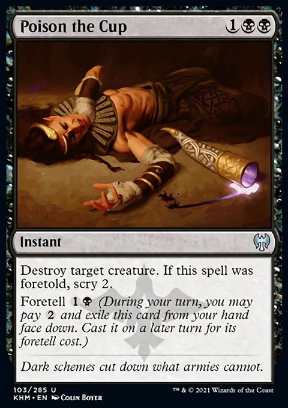 Poison the Cup 1
Instant
Destroy target creature. If this spell was
foretold, scry 2.
Foretell 1 (During your turn, you may
pay 2 and exile this card from your hand
face down. Cast it on a later turn for its
foretell cost.)
Dark schemes cut down what armies cannot.
103/285 U
KHM • EN Colin Boyer
™ & © 2021 Wizards of the Coast